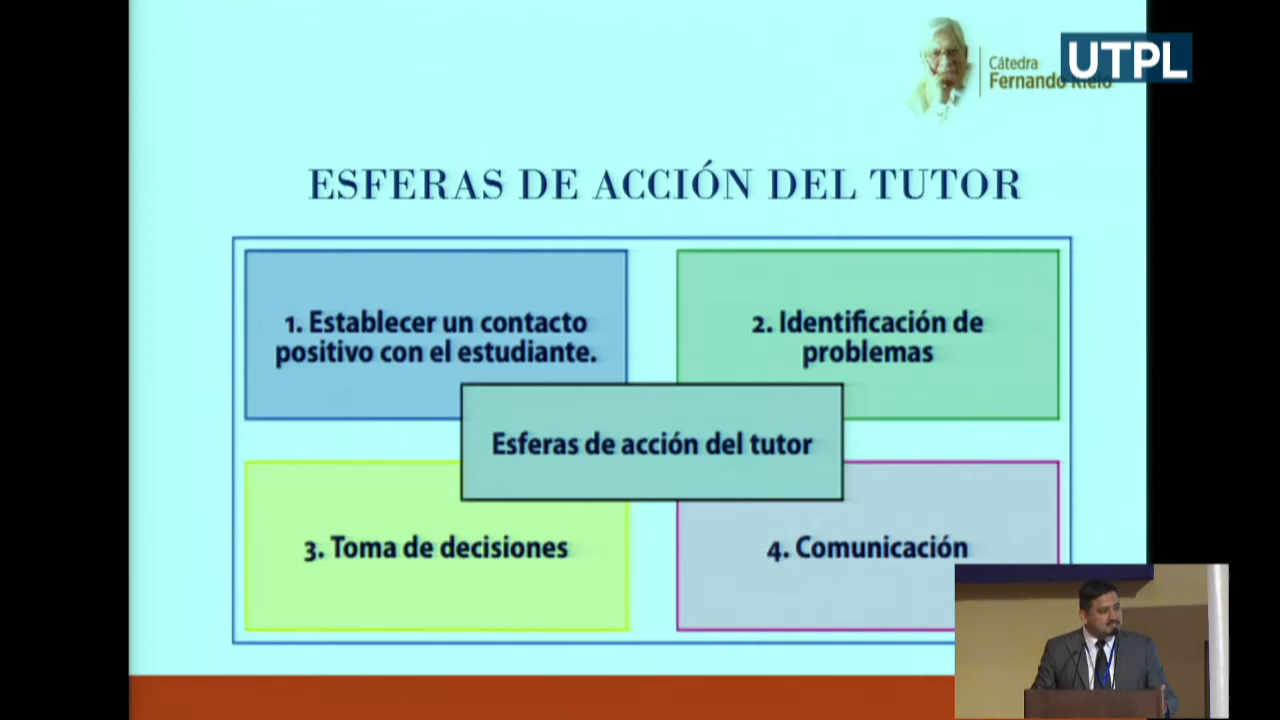 UTPL
Cátedra
Fernando Rielo
ESFERAS DE ACCIÓN DEL TUTOR
1. Establecer un contacto
positivo con el estudiante.
2. Identificación de
problemas
Esferas de acción del tutor
3. Toma de decisiones
4. Comunicación